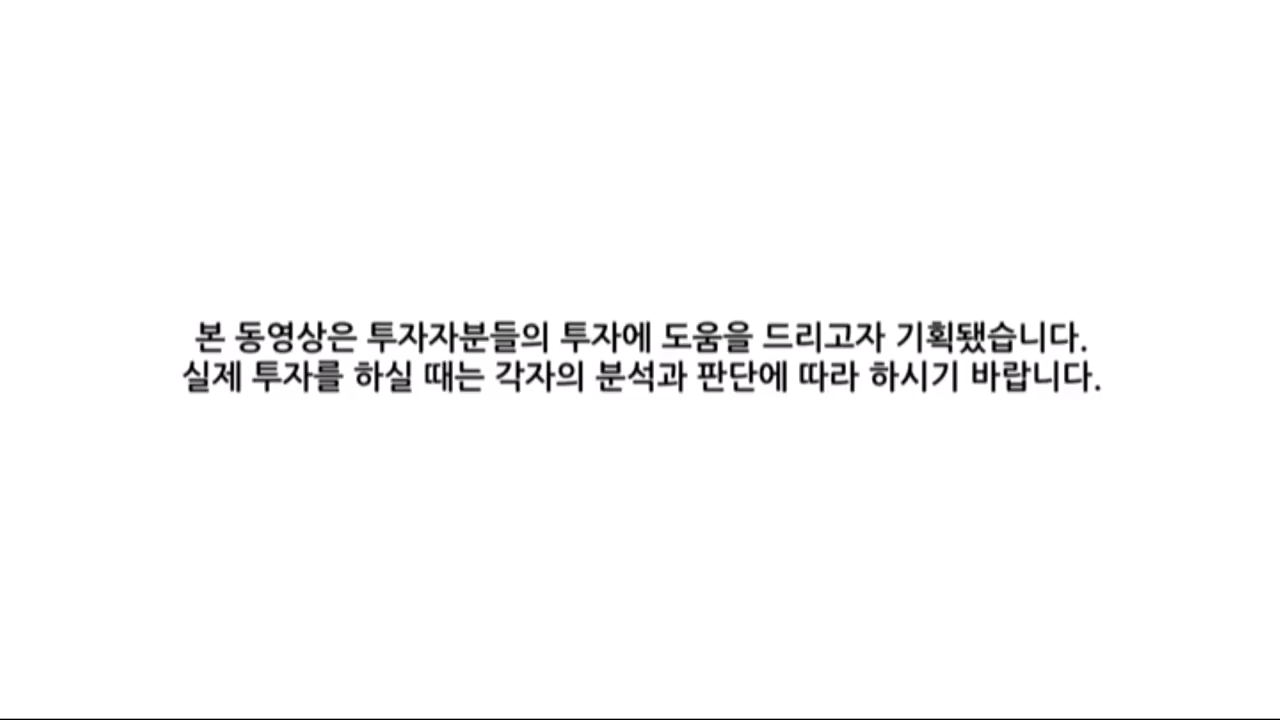 본 동영상은 투자자분들의 투자에 도움을 드리고자 기획됐습니다.
실제 투자를 하실 때는 각자의 분석과 판단에 따라 하시기 바랍니다.